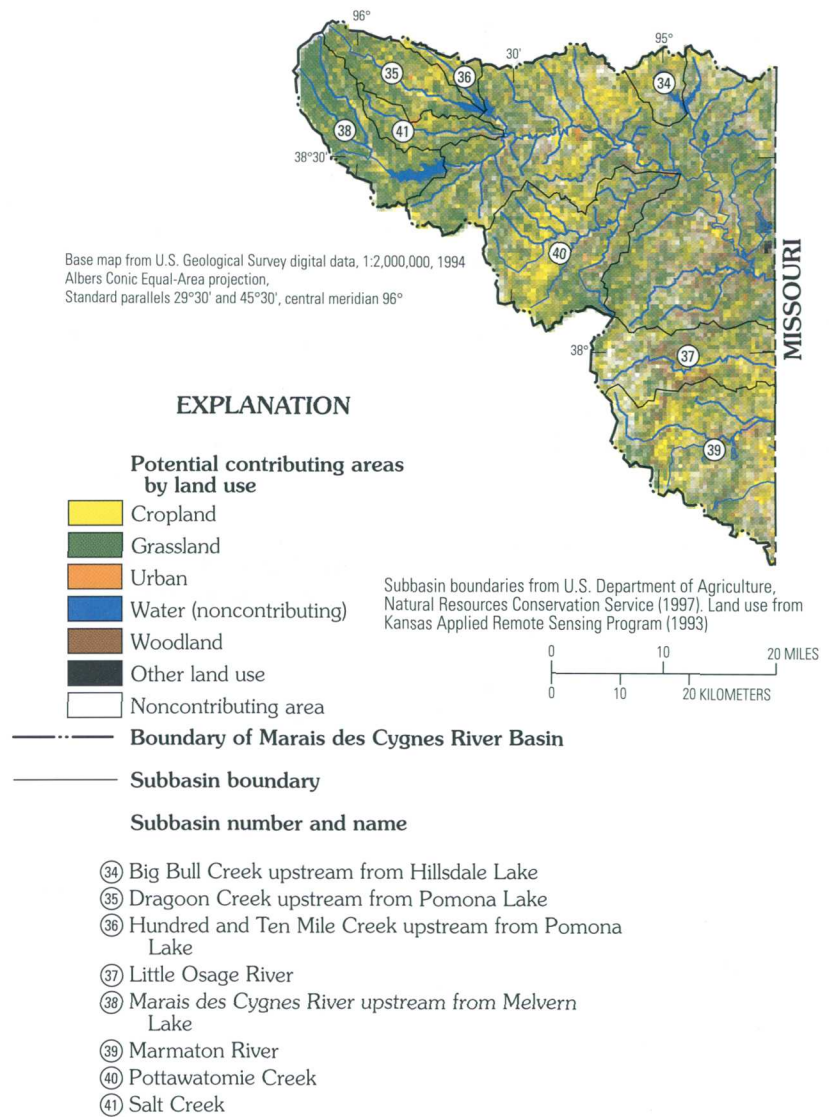 96°
95°
30'
35
36
34
38
41
38°30'
40
MISSOURI
38°
37
39
Base map from U.S. Geological Survey digital data, 1:2,000,000, 1994
Albers Conic Equal-Area projection,
Standard parallels 29°30' and 45°30', central meridian 96°
EXPLANATION
Potential contributing areas
by land use
Cropland
Grassland
Urban
Water (noncontributing)
Woodland
Other land use
Noncontributing area
Boundary of Marais des Cygnes River Basin
Subbasin boundary
Subbasin number and name
34 Big Bull Creek upstream from Hillsdale Lake
35 Dragoon Creek upstream from Pomona Lake
36 Hundred and Ten Mile Creek upstream from Pomona
Lake
37 Little Osage River
38 Marais des Cygnes River upstream from Melvern
Lake
39 Marmaton River
40 Pottawatomie Creek
41 Salt Creek
Subbasin boundaries from U.S. Department of Agriculture,
Natural Resources Conservation Service (1997). Land use from
Kansas Applied Remote Sensing Program (1993)
0 10 20 MILES
0 10 20 KILOMETERS